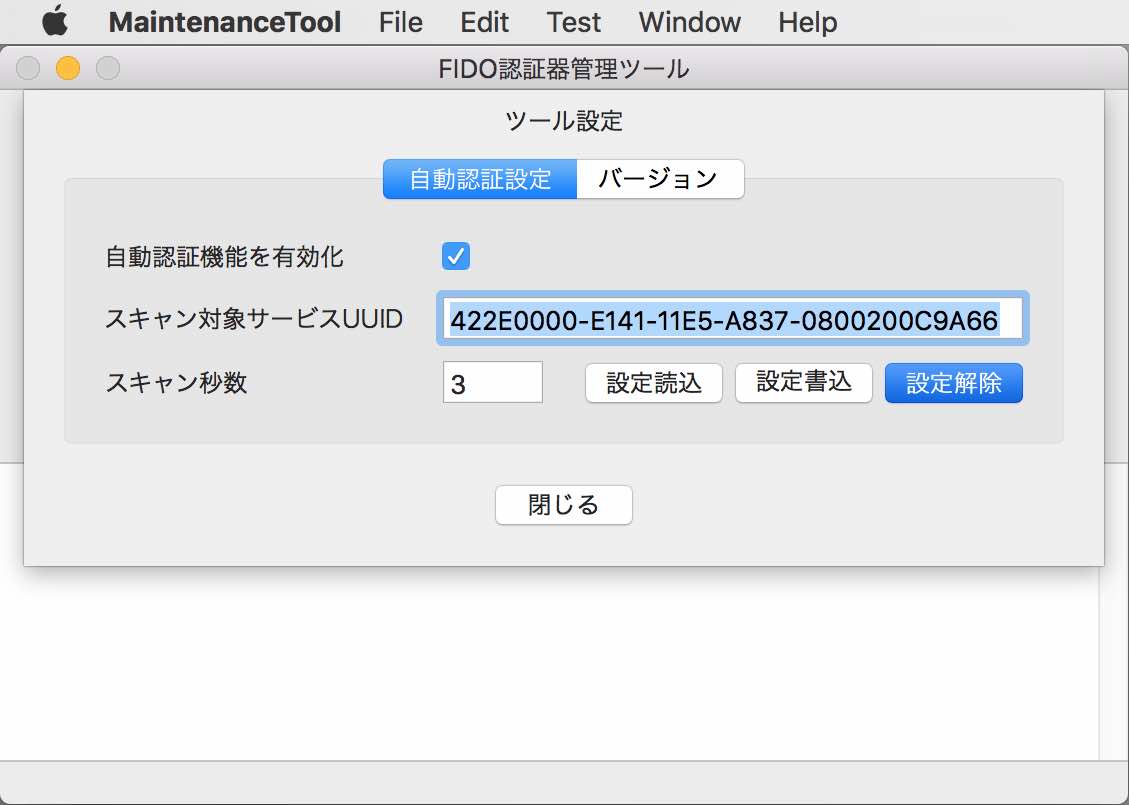 MaintenanceTool File Edit Test Window Help
FIDO認証器管理ツール
ツール設定
自動認証設定 バージョン
自動認証機能を有効化
スキャン対象サービスUUID 422E0000-E141-11E5-A837-0800200C9A66
スキャン秒数 3 設定読込 設定書込 設定解除
閉じる